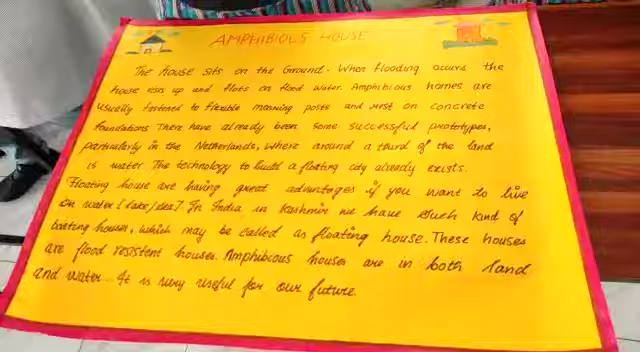 AMPHIBIOUS HOUSE
The House sits on the Ground. When flooding occurs the
house rises up and flots on flood water. Amphibious homes are
usually fastened to flexible mooring posts and rest on concrete
foundations There have already been some successful prototypes,
particularly in the Netherlands, where around a third of the land
is water The technology to build a floating city already exists.
Floating house are having great advantages if you want to live
on water [lake/sea] In India in Kashmir we have such kind of
boating houses, which may be called as floating house. These houses
are flood resistent houses. Amphibious houses are in both land
and water. It is very useful for our future.